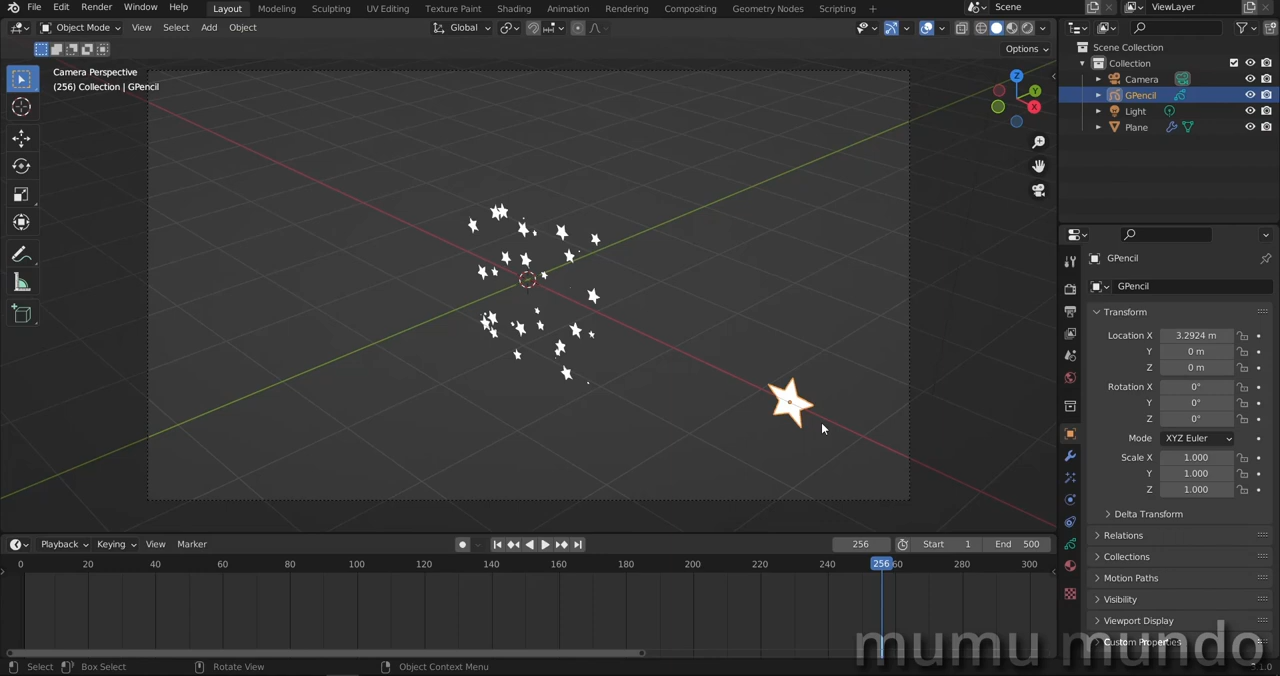 File Edit Render Window Help Layout Modeling Sculpting UV Editing Texture Paint Shading Animation Rendering Compositing Geometry Nodes Scripting + Scene ViewLayer
Object Mode View Select Add Object Global
Options
Camera Perspective
(256) Collection | GPencil
Z
Y
X
Scene Collection
Collection
Camera
GPencil
Light
Plane
GPencil
GPencil
Transform
Location X 3.2924 m
Y 0 m
Z 0 m
Rotation X 0°
Y 0°
Z 0°
Mode XYZ Euler
Scale X 1.000
Y 1.000
Z 1.000
Delta Transform
Relations
Collections
Motion Paths
Visibility
Viewport Display
Custom Properties
Playback Keying View Marker 256 Start 1 End 500
0 20 40 60 80 100 120 140 160 180 200 220 240 256 60 280 300
mumu mundo
Select Box Select Rotate View Object Context Menu 3.1.0